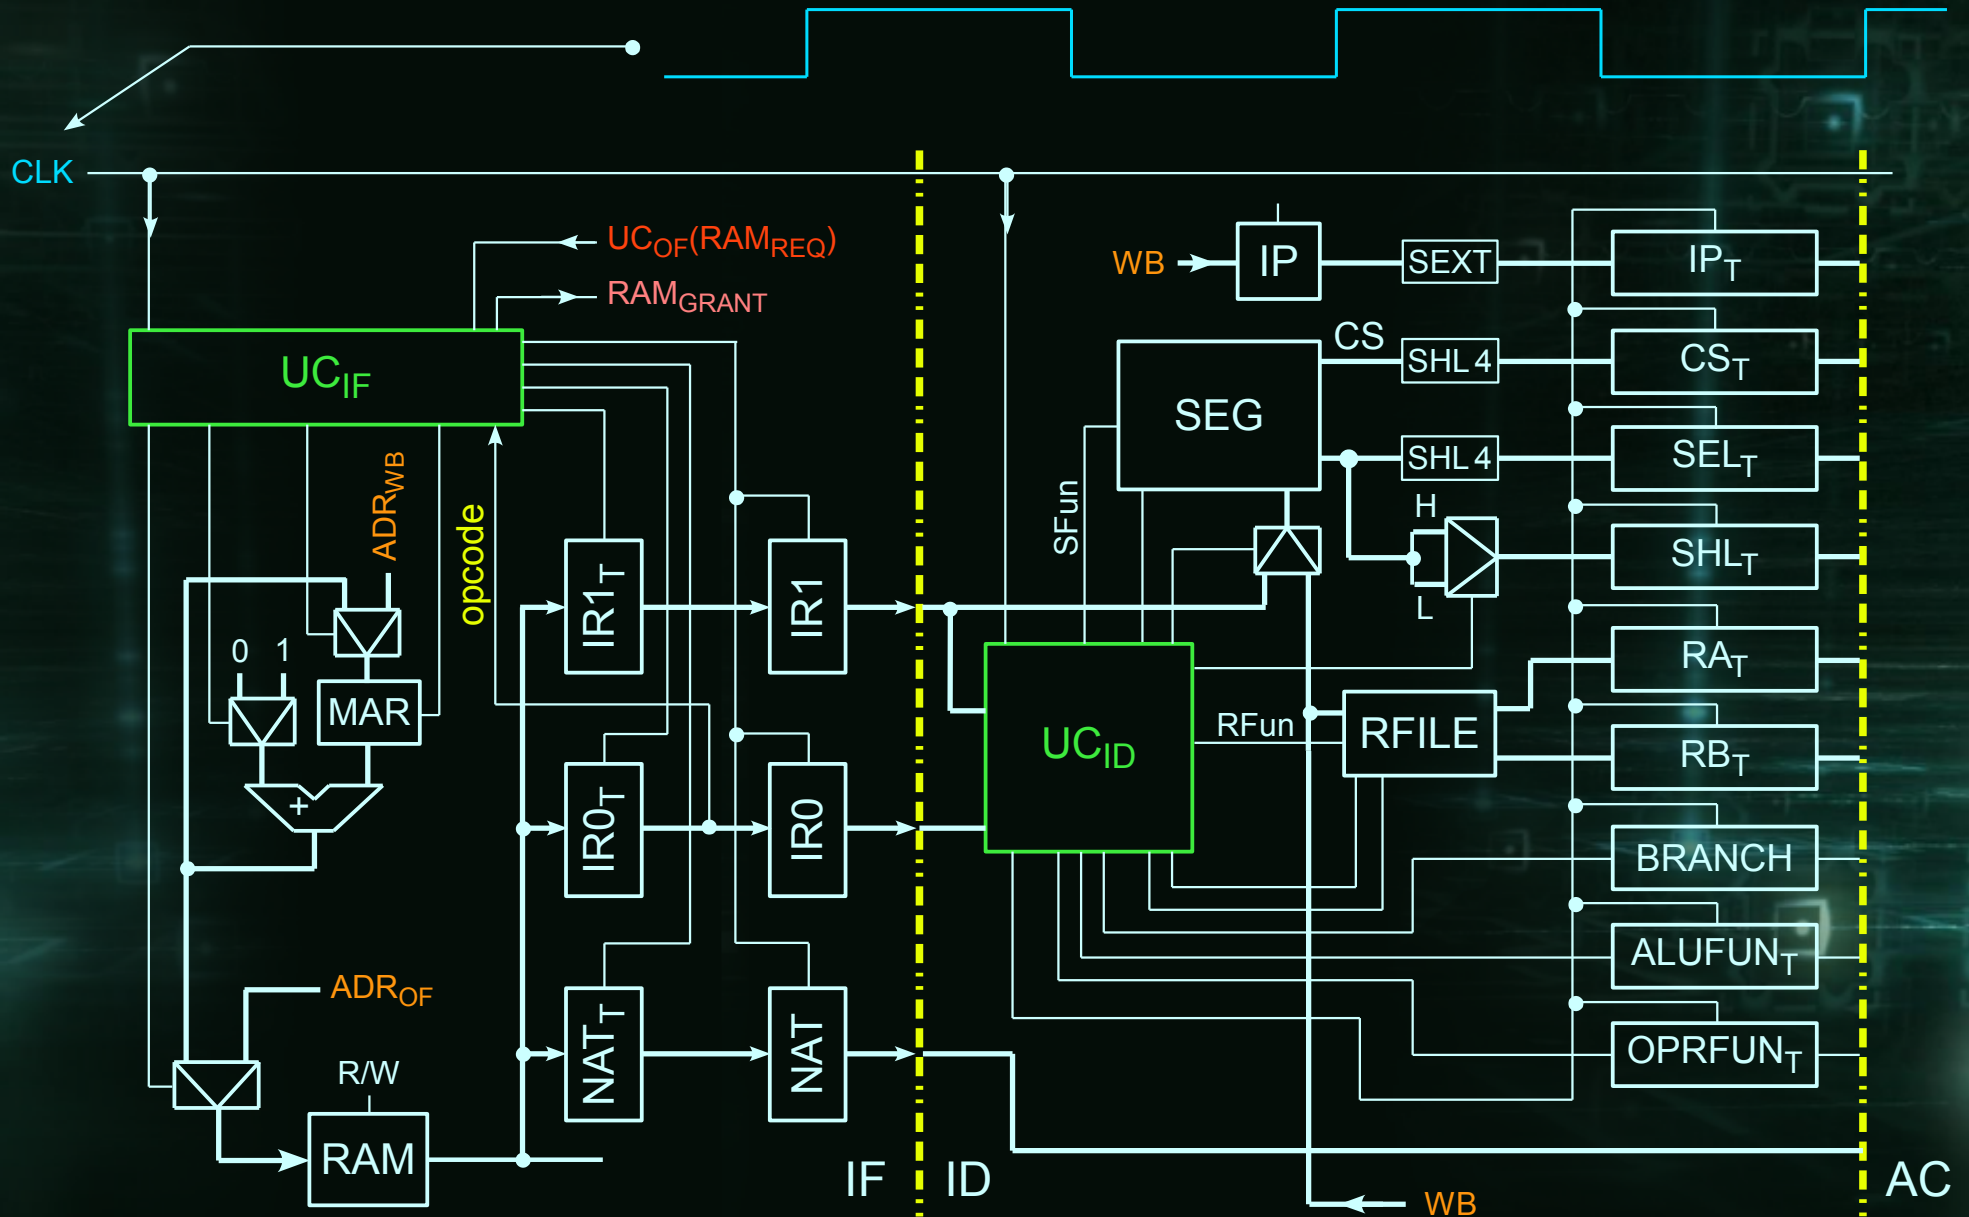 CLK
UCOF(RAMREQ)
RAMGRANT
WB
IP
SEXT
IPT
UCIF
CS
SHL 4
CST
SEG
SHL 4
SELT
ADRWB
opcode
SFun
H
L
SHLT
IR1T
IR1
0 1
MAR
+
UCID
RFun
RFILE
RAT
RBT
IR0T
IR0
BRANCH
ALUFUNT
OPRFUNT
ADROF
NATT
NAT
R/W
RAM
IF
ID
AC
WB